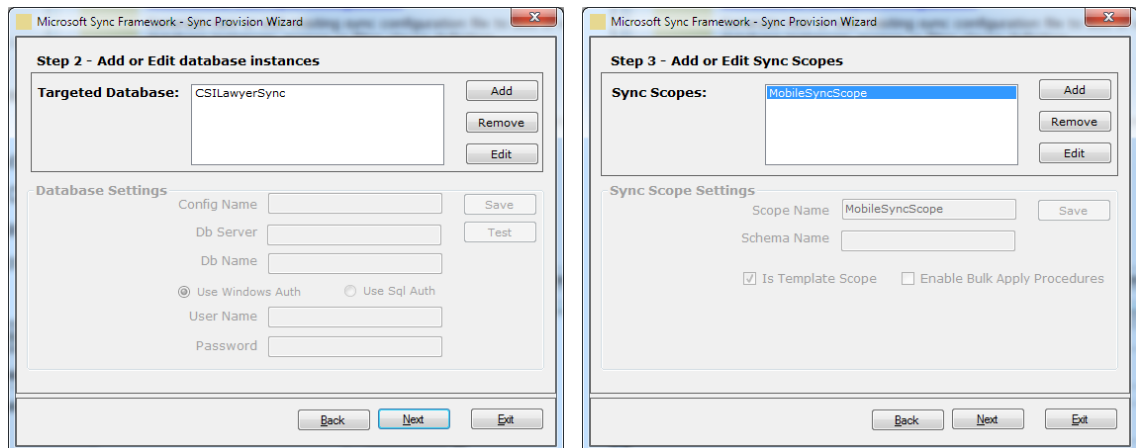 Microsoft Sync Framework - Sync Provision Wizard
Step 2 - Add or Edit database instances
Targeted Database:
CSILawyerSync
Add
Remove
Edit
Database Settings
Config Name
Save
Db Server
Test
Db Name
Use Windows Auth
Use Sql Auth
User Name
Password
Back
Next
Exit
Microsoft Sync Framework - Sync Provision Wizard
Step 3 - Add or Edit Sync Scopes
Sync Scopes:
MobileSyncScope
Add
Remove
Edit
Sync Scope Settings
Scope Name
MobileSyncScope
Save
Schema Name
Is Template Scope
Enable Bulk Apply Procedures
Back
Next
Exit